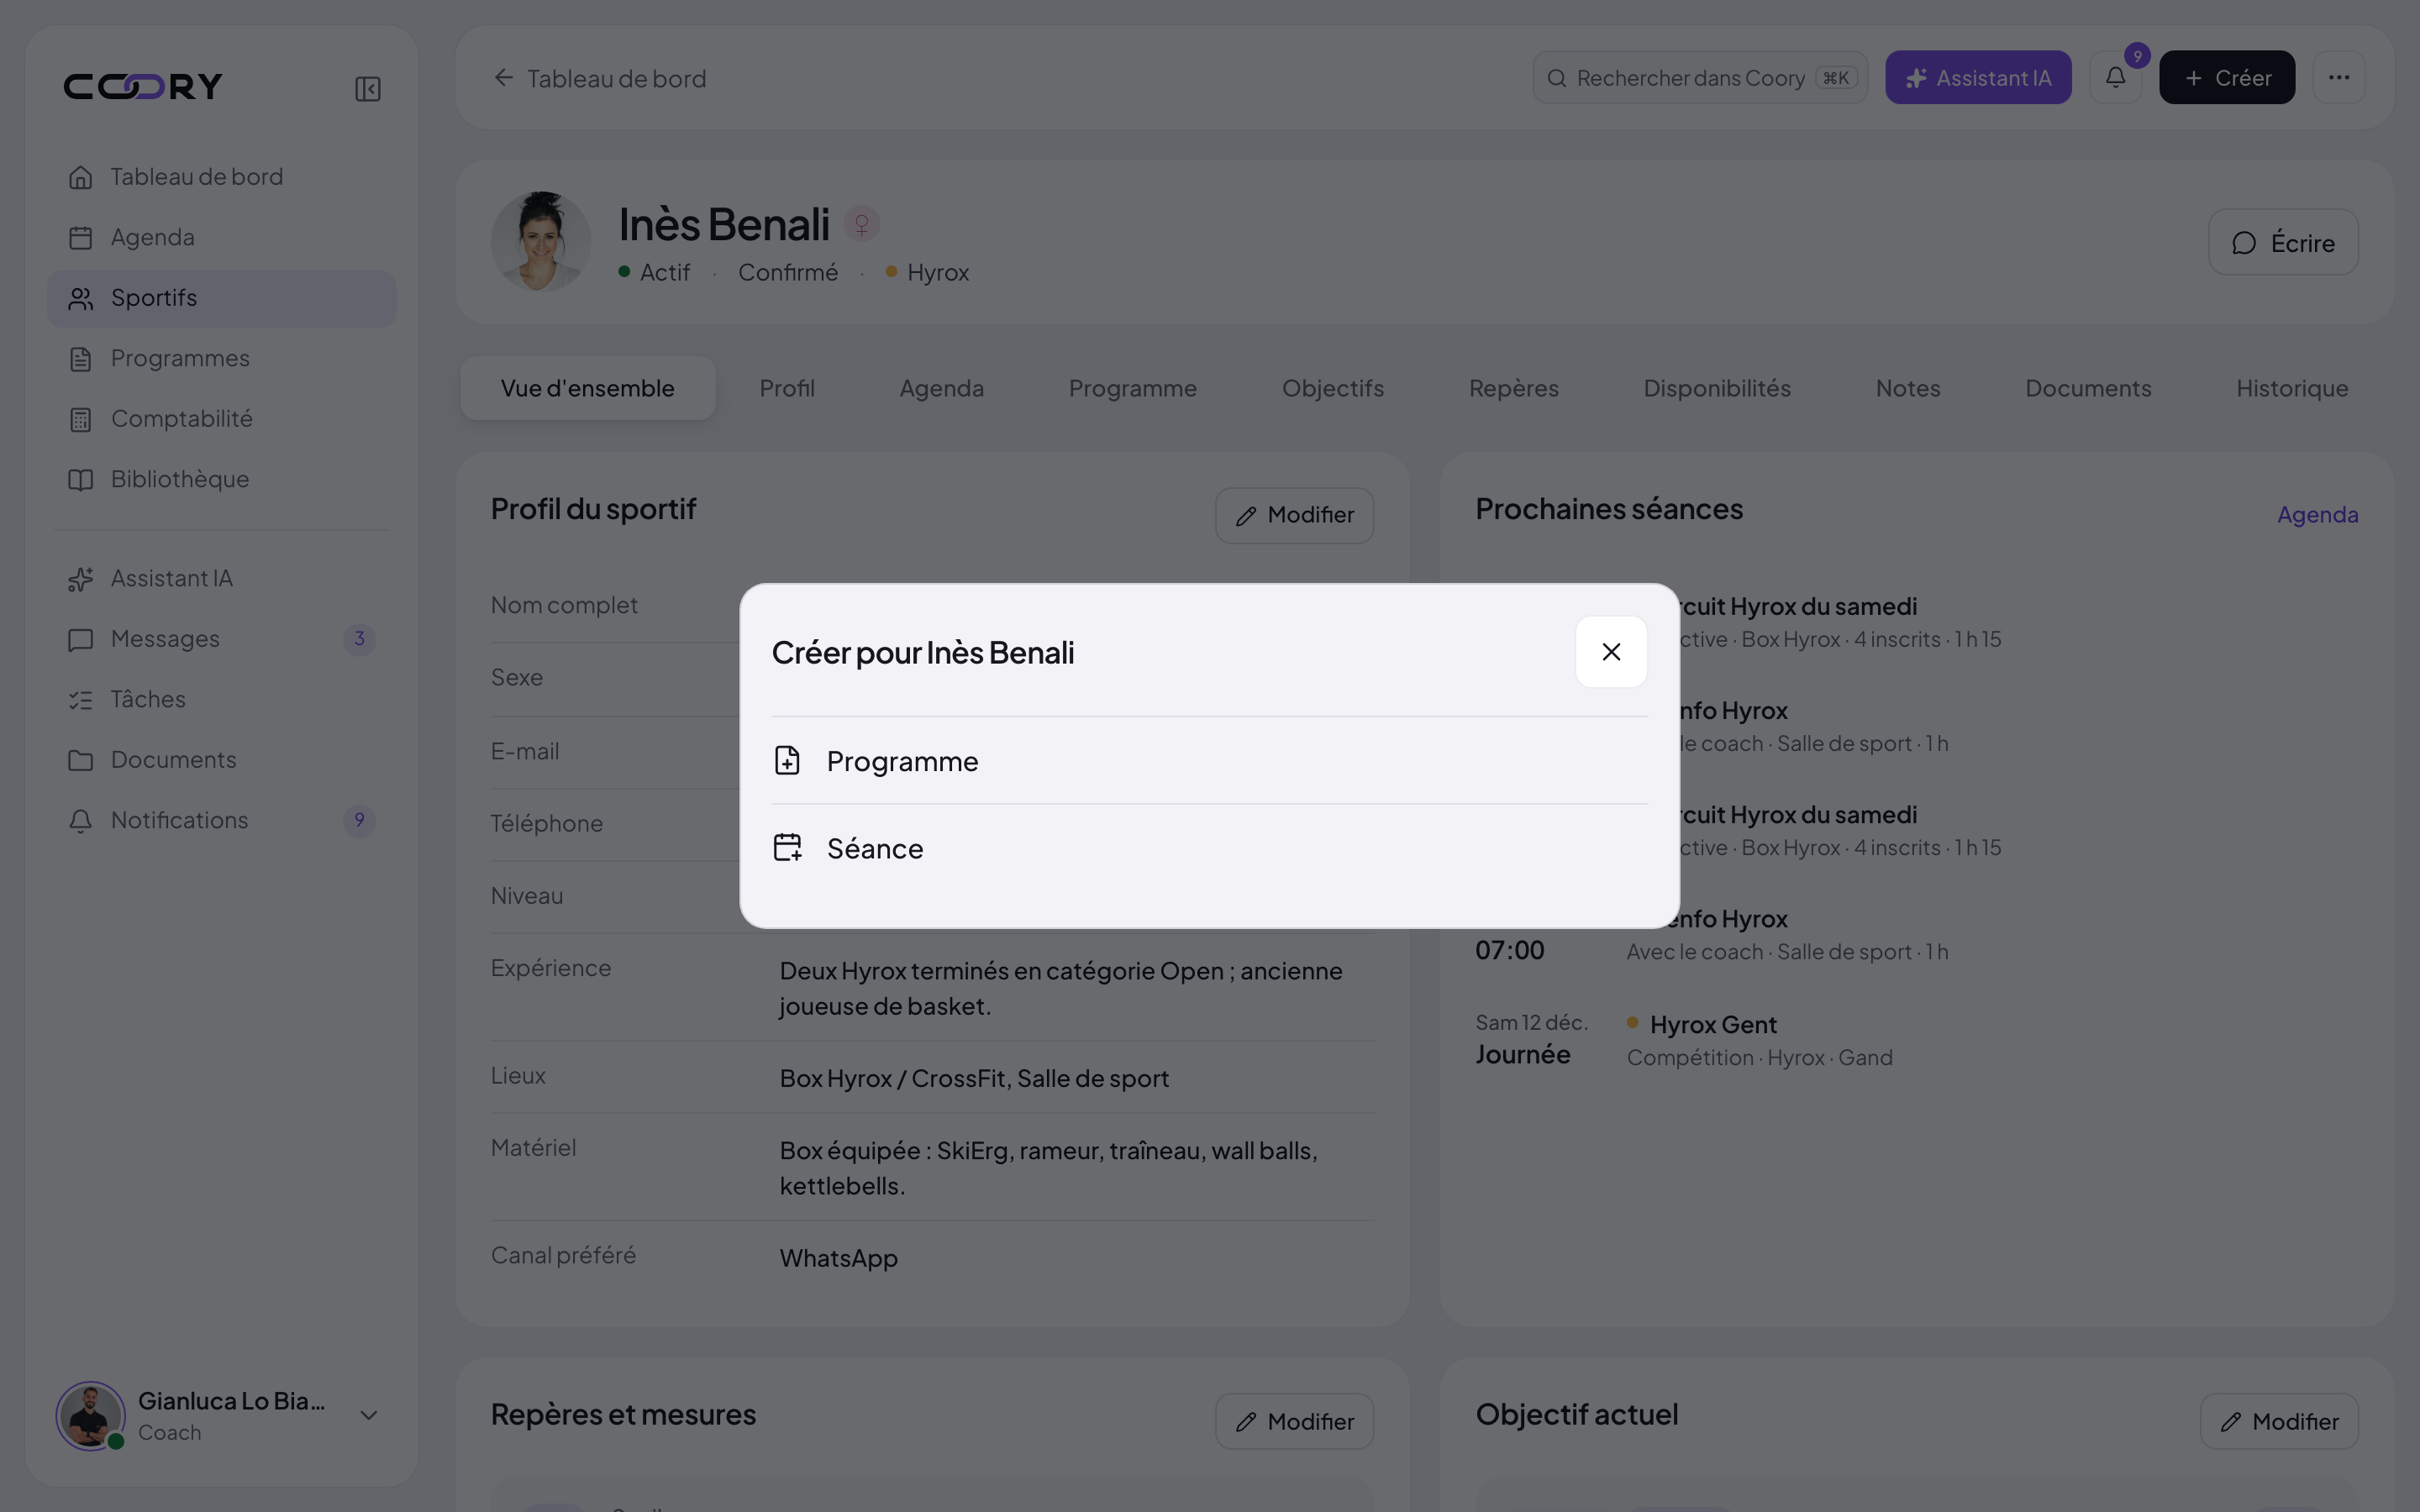 COORY
Tableau de bord
Agenda
Sportifs
Programmes
Comptabilité
Bibliothèque
Assistant IA
Messages 3
Tâches
Documents
Notifications 9
Gianluca Lo Bia...
Coach
Tableau de bord
Rechercher dans Coory ⌘K
Assistant IA
9
Créer
Inès Benali
Actif · Confirmé · Hyrox
Écrire
Vue d'ensemble
Profil
Agenda
Programme
Objectifs
Repères
Disponibilités
Notes
Documents
Historique
Profil du sportif
Modifier
Nom complet
Sexe
E-mail
Téléphone
Niveau
Expérience
Deux Hyrox terminés en catégorie Open ; ancienne
joueuse de basket.
Lieux
Box Hyrox / CrossFit, Salle de sport
Matériel
Box équipée : SkiErg, rameur, traîneau, wall balls,
kettlebells.
Canal préféré
WhatsApp
Créer pour Inès Benali
Programme
Séance
Prochaines séances
Agenda
Hyrox du samedi
· Box Hyrox · 4 inscrits · 1 h 15
Hyrox
le coach · Salle de sport · 1 h
Hyrox du samedi
· Box Hyrox · 4 inscrits · 1 h 15
Hyrox
07:00
Avec le coach · Salle de sport · 1 h
Sam 12 déc.
Hyrox Gent
Journée
Compétition · Hyrox · Gand
Repères et mesures
Modifier
Objectif actuel
Modifier